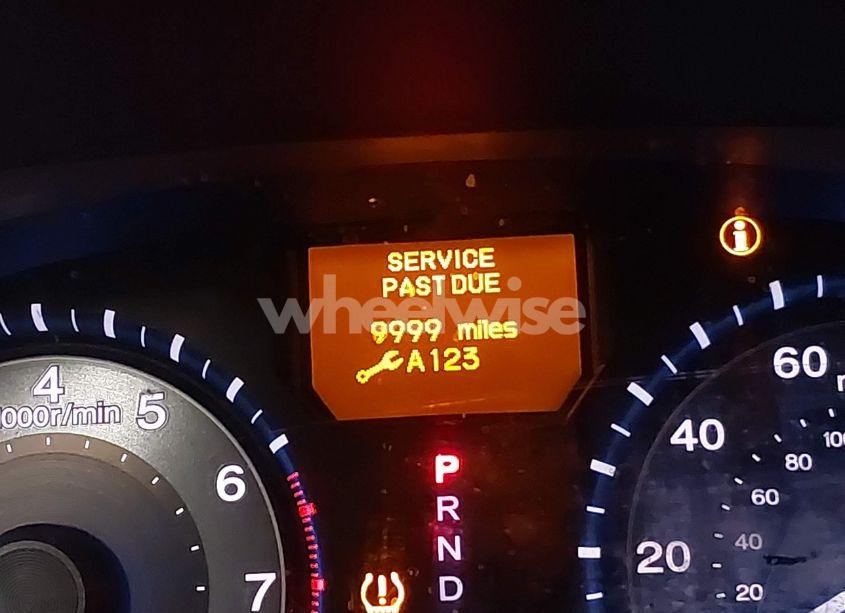 SERVICE
PAST DUE
wheelwise
9999 miles
A123
4
5
6
7
000r/min
P
R
N
D
60
40
20
100
80
60
40
20